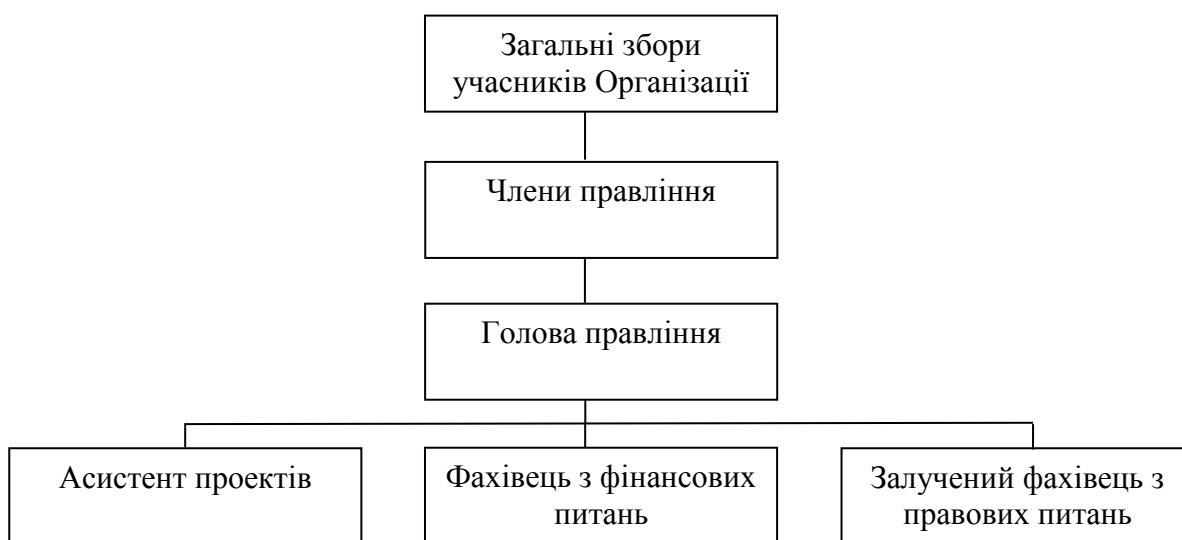 Загальні збори
учасників Організації
Члени правління
Голова правління
Асистент проектів
Фахівець з фінансових
питань
Залучений фахівець з
правових питань